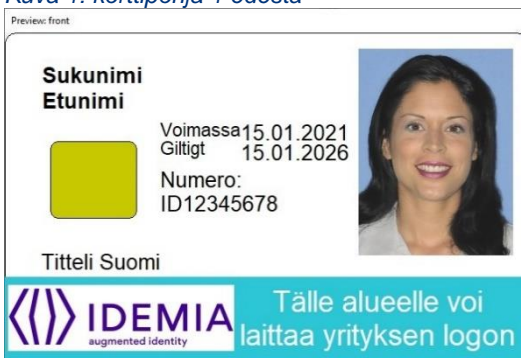 Kuva 1: korttipohja 1 edestä
Preview: front
Sukunimi
Etunimi
Voimassa 15.01.2021
Giltigt 15.01.2026
Numero:
ID12345678
Titteli Suomi
IDEMIA
augmented identity
Tälle alueelle voi
laittaa yrityksen logon